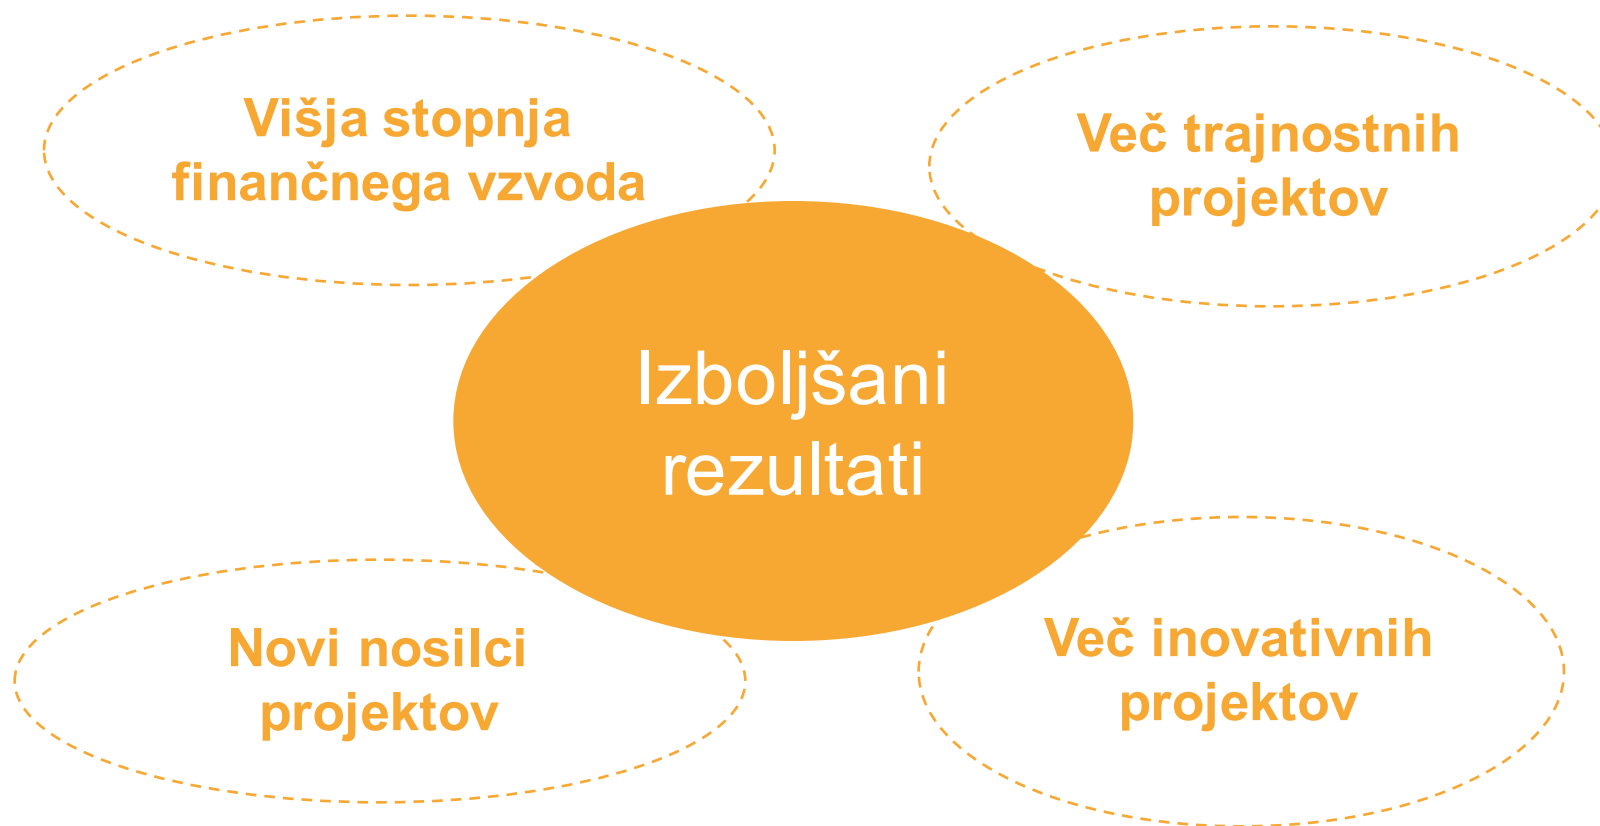 Višja stopnja
finančnega vzvoda
Več trajnostnih
projektov
Izboljšani
rezultati
Novi nosilci
projektov
Več inovativnih
projektov